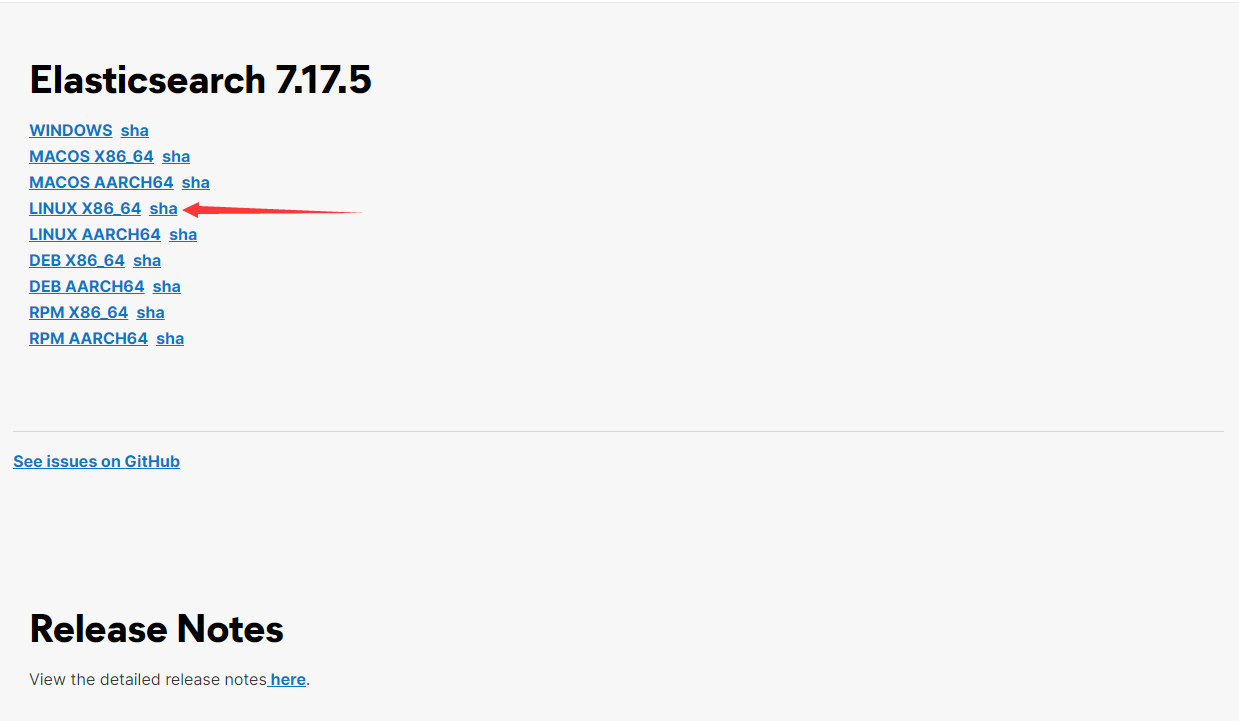 Elasticsearch 7.17.5
WINDOWS sha
MACOS X86_64 sha
MACOS AARCH64 sha
LINUX X86_64 sha
LINUX AARCH64 sha
DEB X86_64 sha
DEB AARCH64 sha
RPM X86_64 sha
RPM AARCH64 sha
See issues on GitHub
Release Notes
View the detailed release notes here.